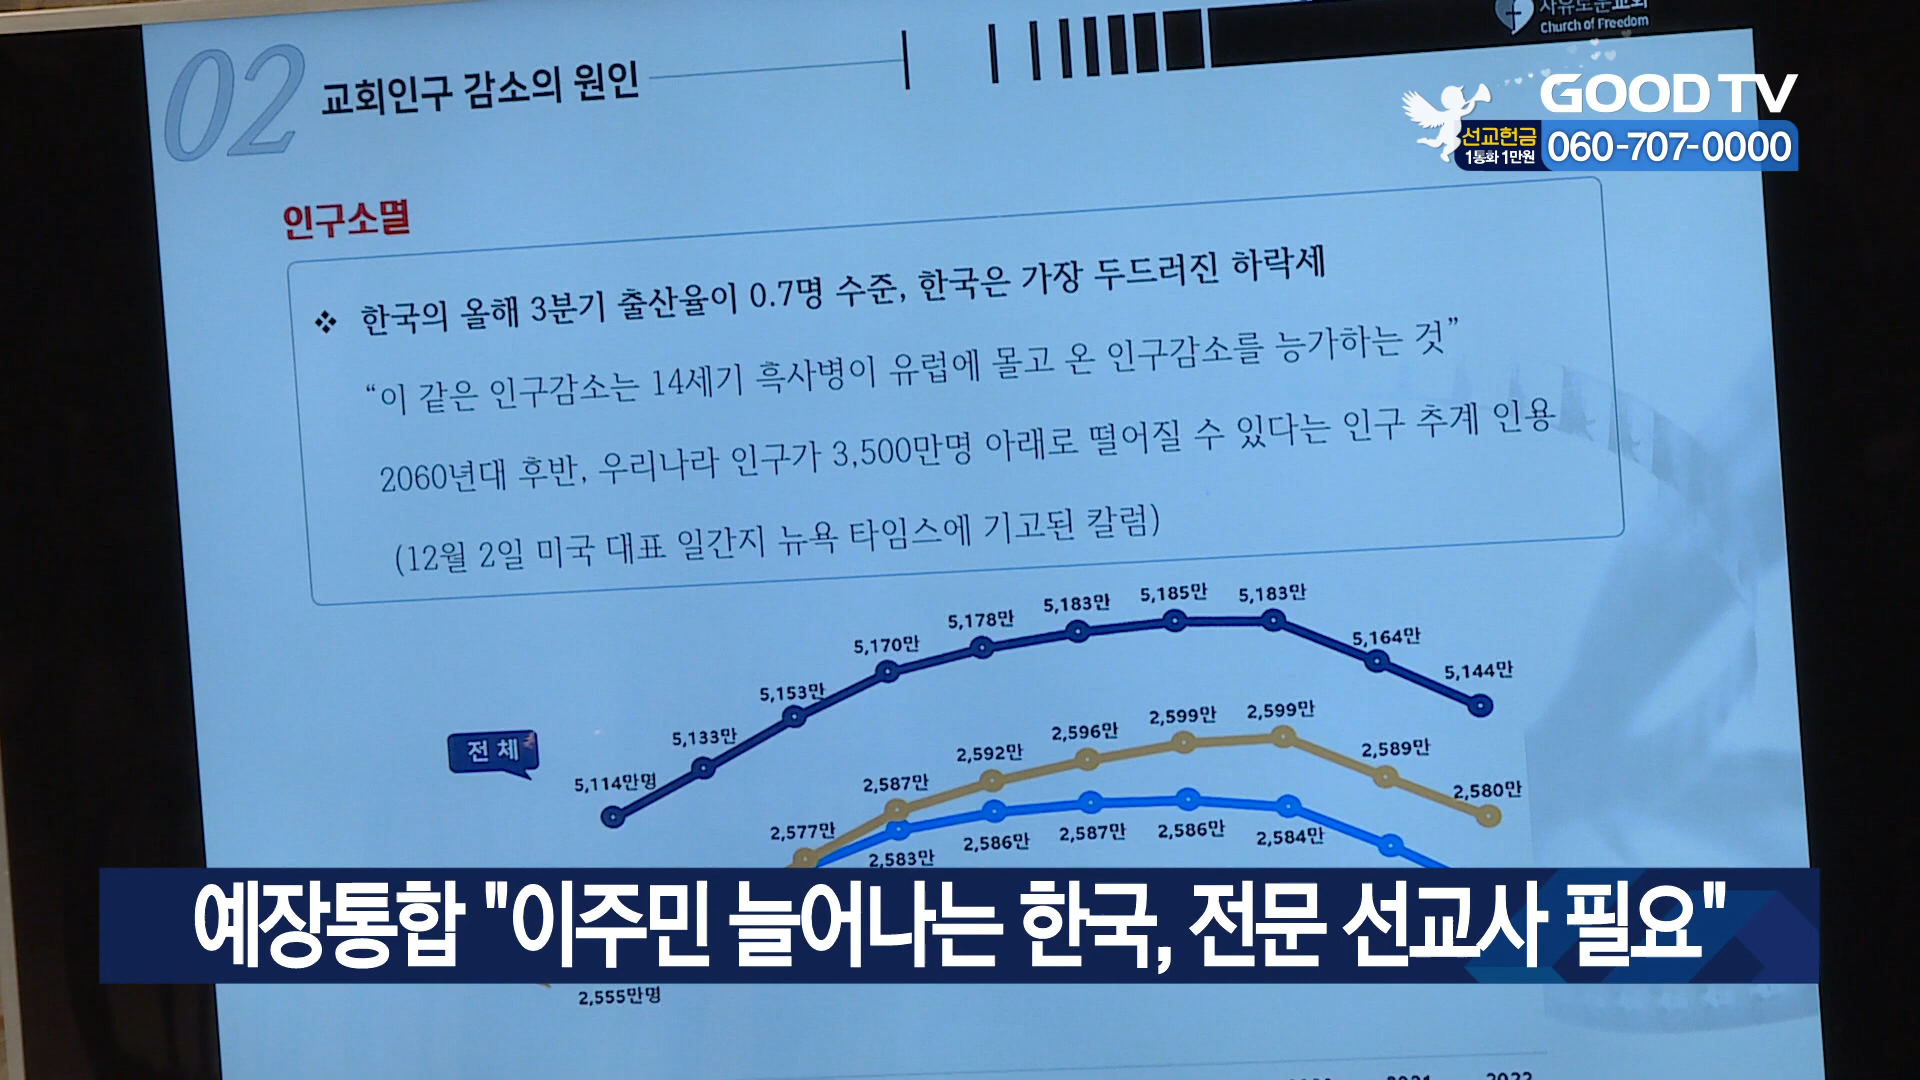 자유로운교회
Church of Freedom
02 교회인구 감소의 원인
GOODTV
선교헌금
1통화 1만원
060-707-0000
인구소멸
❖ 한국의 올해 3분기 출산율이 0.7명 수준, 한국은 가장 두드러진 하락세
“이 같은 인구감소는 14세기 흑사병이 유럽에 몰고 온 인구감소를 능가하는 것”
2060년대 후반, 우리나라 인구가 3,500만명 아래로 떨어질 수 있다는 인구 추계 인용
(12월 2일 미국 대표 일간지 뉴욕 타임스에 기고된 칼럼)
전 체
5,114만명 5,133만 5,153만 5,170만 5,178만 5,183만 5,185만 5,183만 5,164만 5,144만
2,577만 2,587만 2,592만 2,596만 2,599만 2,599만 2,589만 2,580만
2,583만 2,586만 2,587만 2,586만 2,584만
예장통합 "이주민 늘어나는 한국, 전문 선교사 필요"
2,555만명
2021 2022